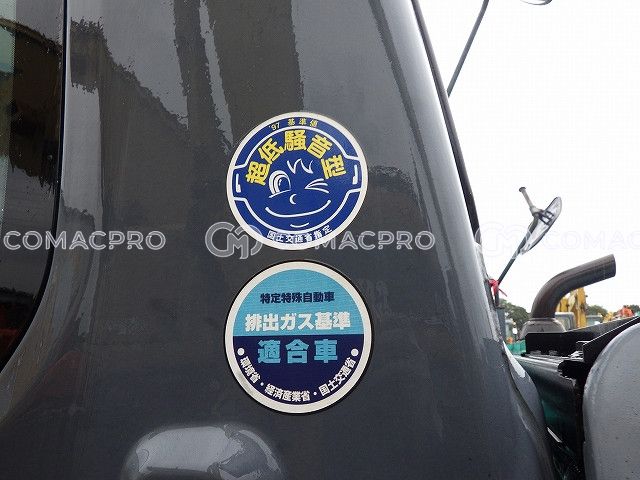 '97 基準値
超低騒音型
国土交通省指定
COMACPRO
COMACPRO
COMACPRO
特定特殊自動車
排出ガス基準
適合車
● 環境省・経済産業省・国土交通省 ●